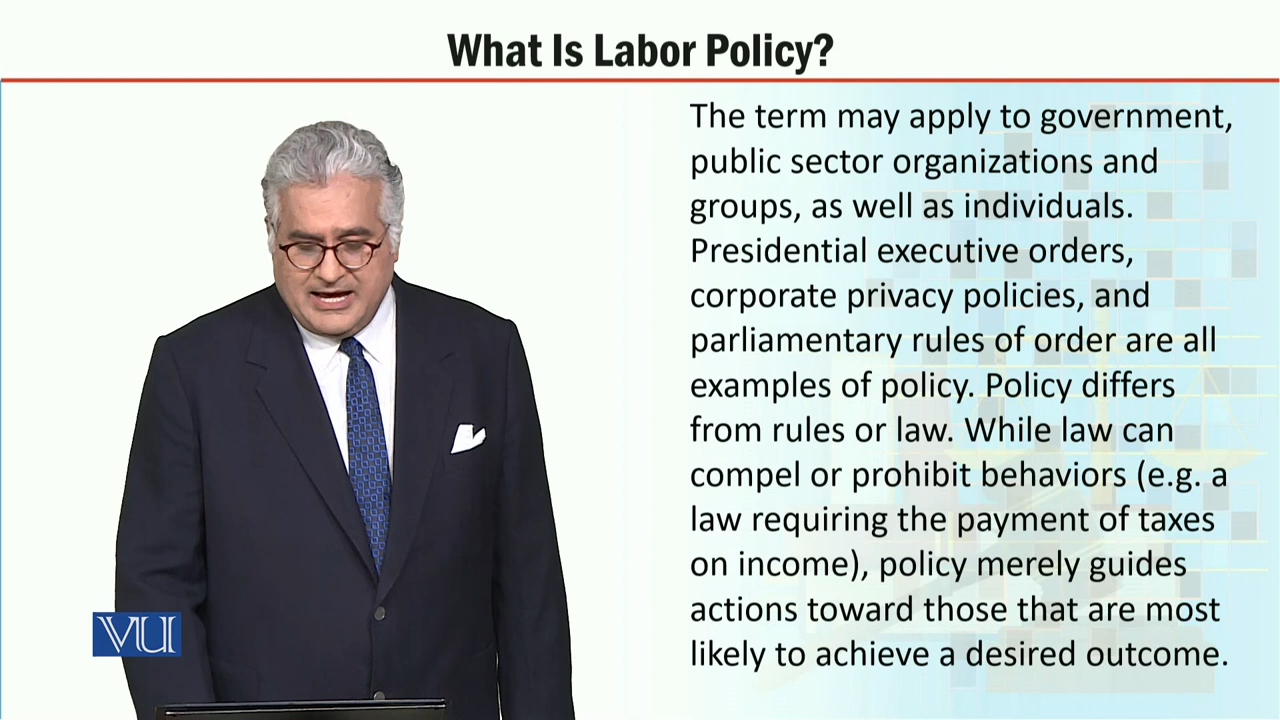 What Is Labor Policy?
The term may apply to government,
public sector organizations and
groups, as well as individuals.
Presidential executive orders,
corporate privacy policies, and
parliamentary rules of order are all
examples of policy. Policy differs
from rules or law. While law can
compel or prohibit behaviors (e.g. a
law requiring the payment of taxes
on income), policy merely guides
actions toward those that are most
likely to achieve a desired outcome.
VU